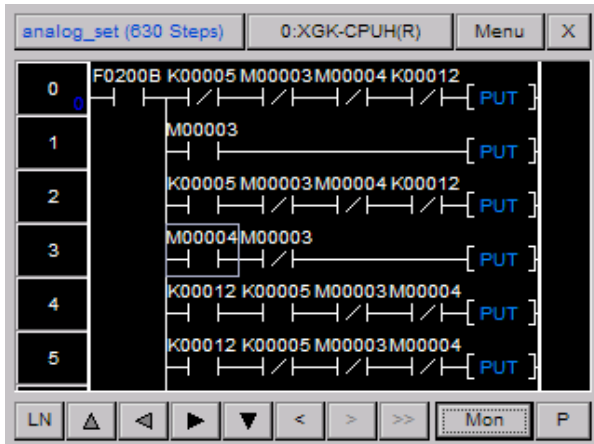 analog_set (630 Steps) 0:XGK-CPUH(R) Menu X
F0200B K00005 M00003 M00004 K00012
0 0 PUT
M00003
1 PUT
K00005 M00003 M00004 K00012
2 PUT
M00004 M00003
3 PUT
K00012 K00005 M00003 M00004
4 PUT
K00012 K00005 M00003 M00004
5 PUT
LN < > >> Mon P